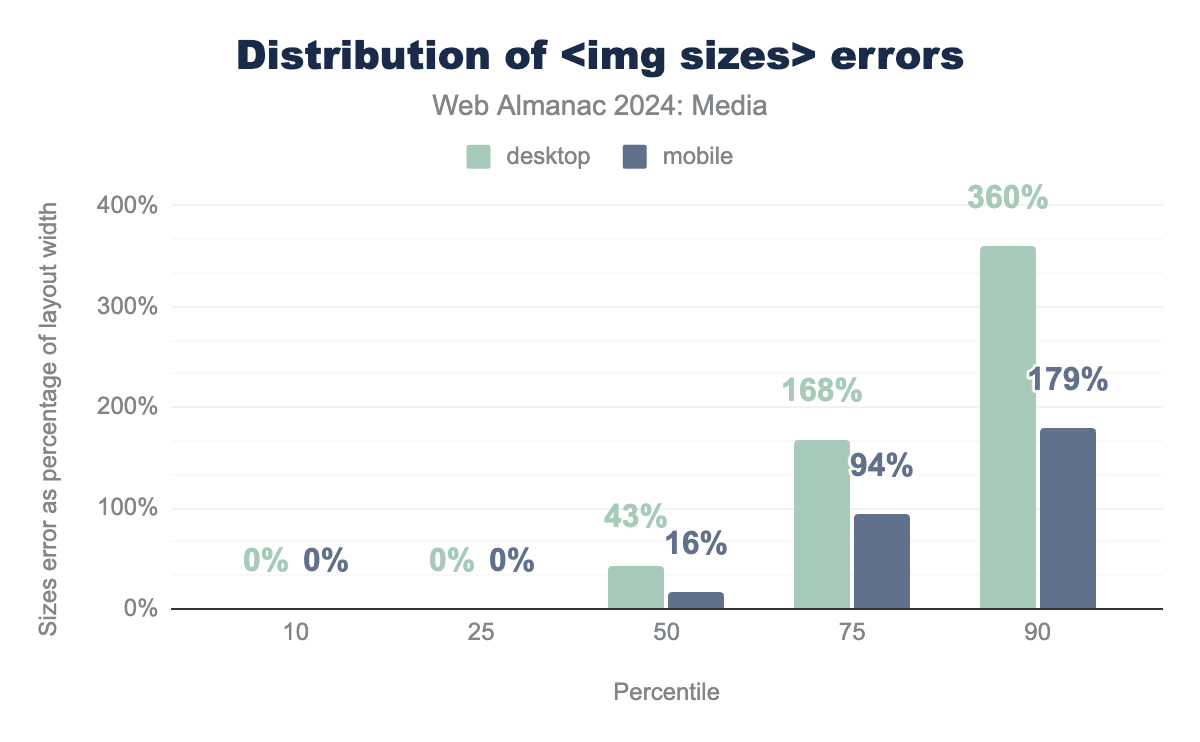 Distribution of <img sizes> errors
Web Almanac 2024: Media
desktop mobile
Sizes error as percentage of layout width
400%
300%
200%
100%
0%
0% 0%
0% 0%
43% 16%
168% 94%
360% 179%
10 25 50 75 90
Percentile